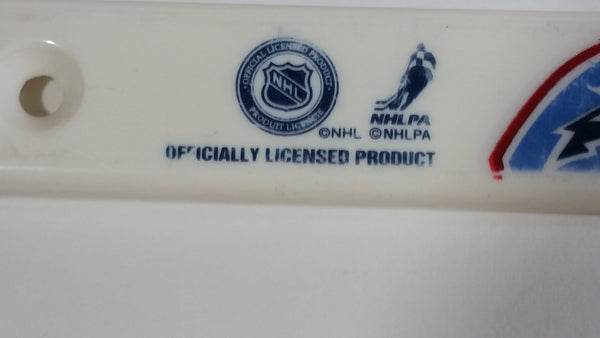 OFFICIAL LICENSED PRODUCT
NHL
PRODUIT LICENCIÉ
NHLPA
©NHL ©NHLPA
OFFICIALLY LICENSED PRODUCT